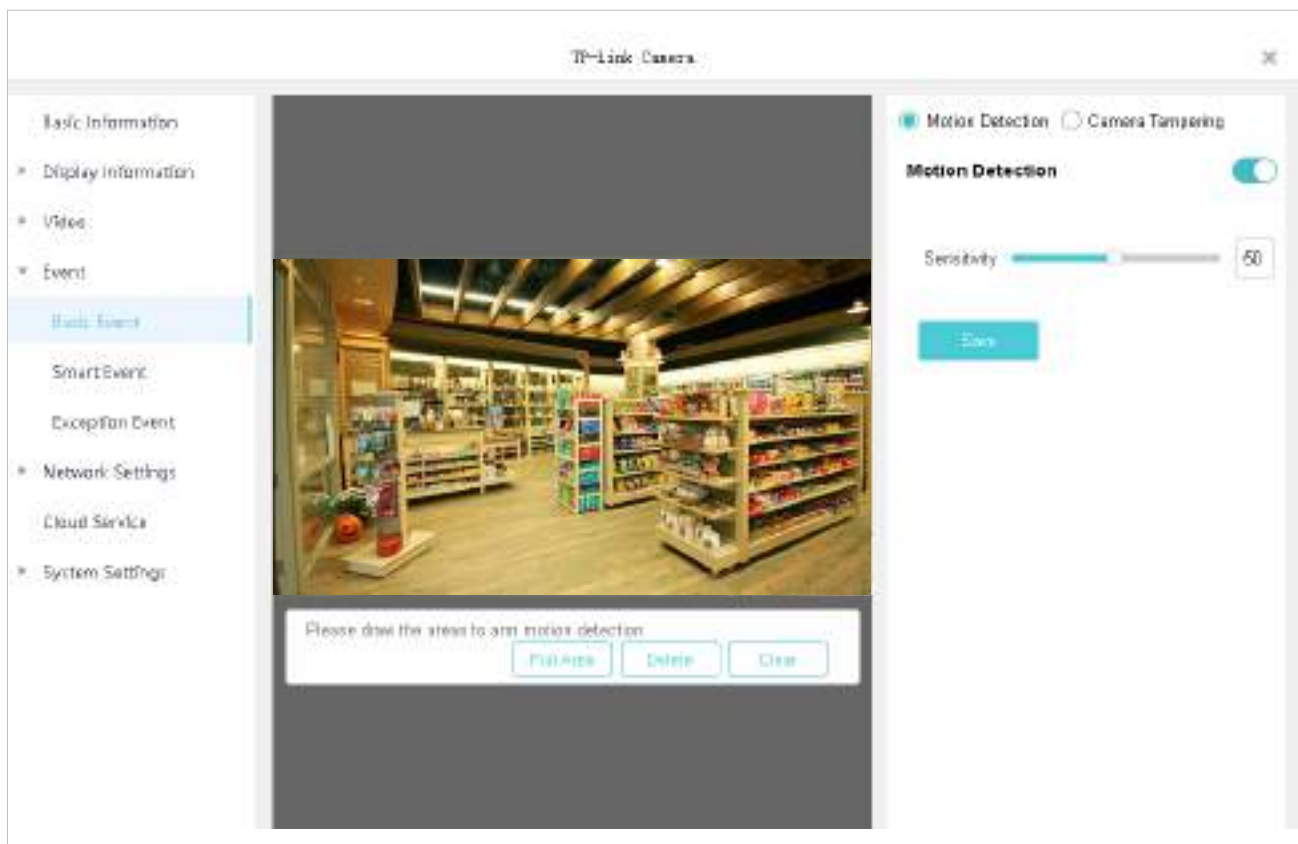 TP-Link Camera
Basic Information
Display Information
Video
Event
Basic Event
Smart Event
Exception Event
Network Settings
Cloud Service
System Settings
Please draw the areas to arm motion detection
Full Area Delete Clear
Motion Detection Camera Tampering
Motion Detection
Sensitivity 50
Save